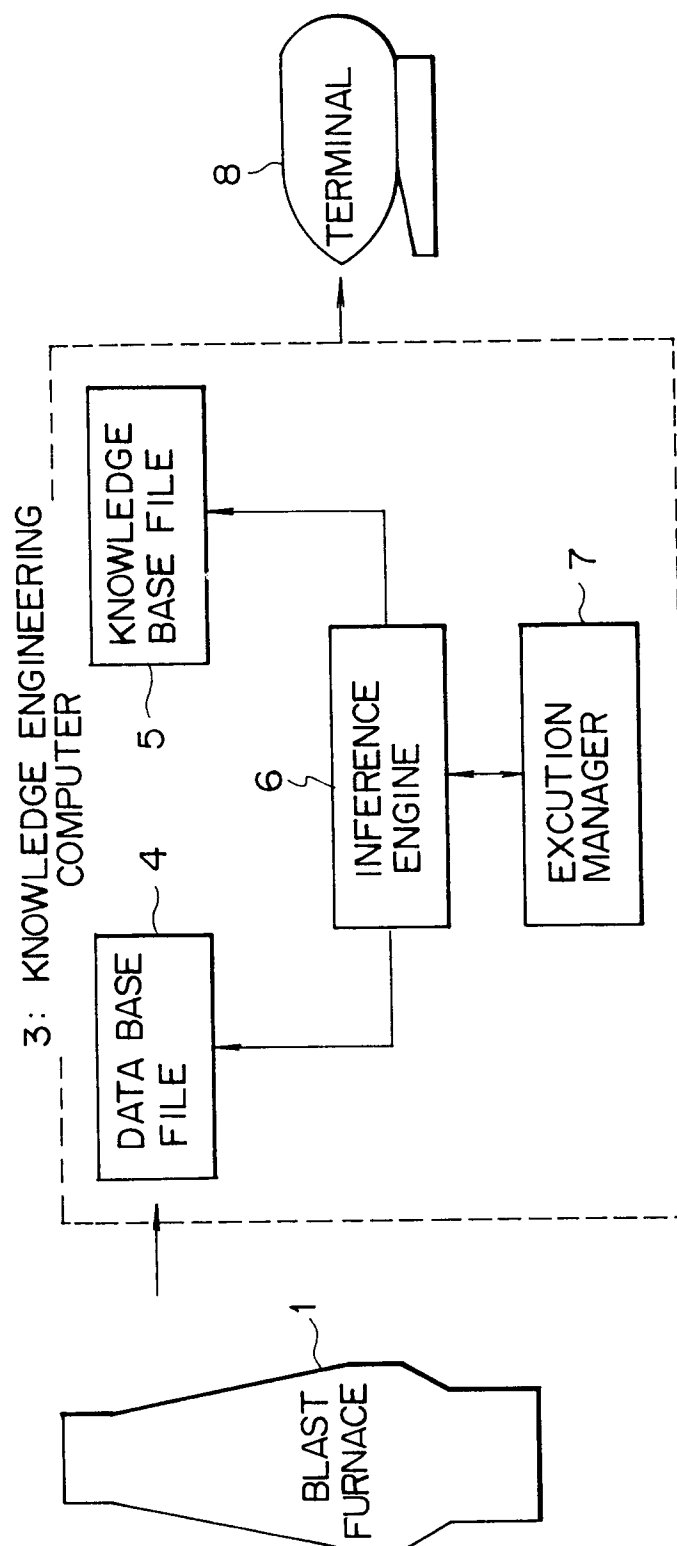 3: KNOWLEDGE ENGINEERING
COMPUTER
1
BLAST
FURNACE
4
DATA BASE
FILE
5
KNOWLEDGE
BASE FILE
6
INFERENCE
ENGINE
7
EXCUTION
MANAGER
8
TERMINAL